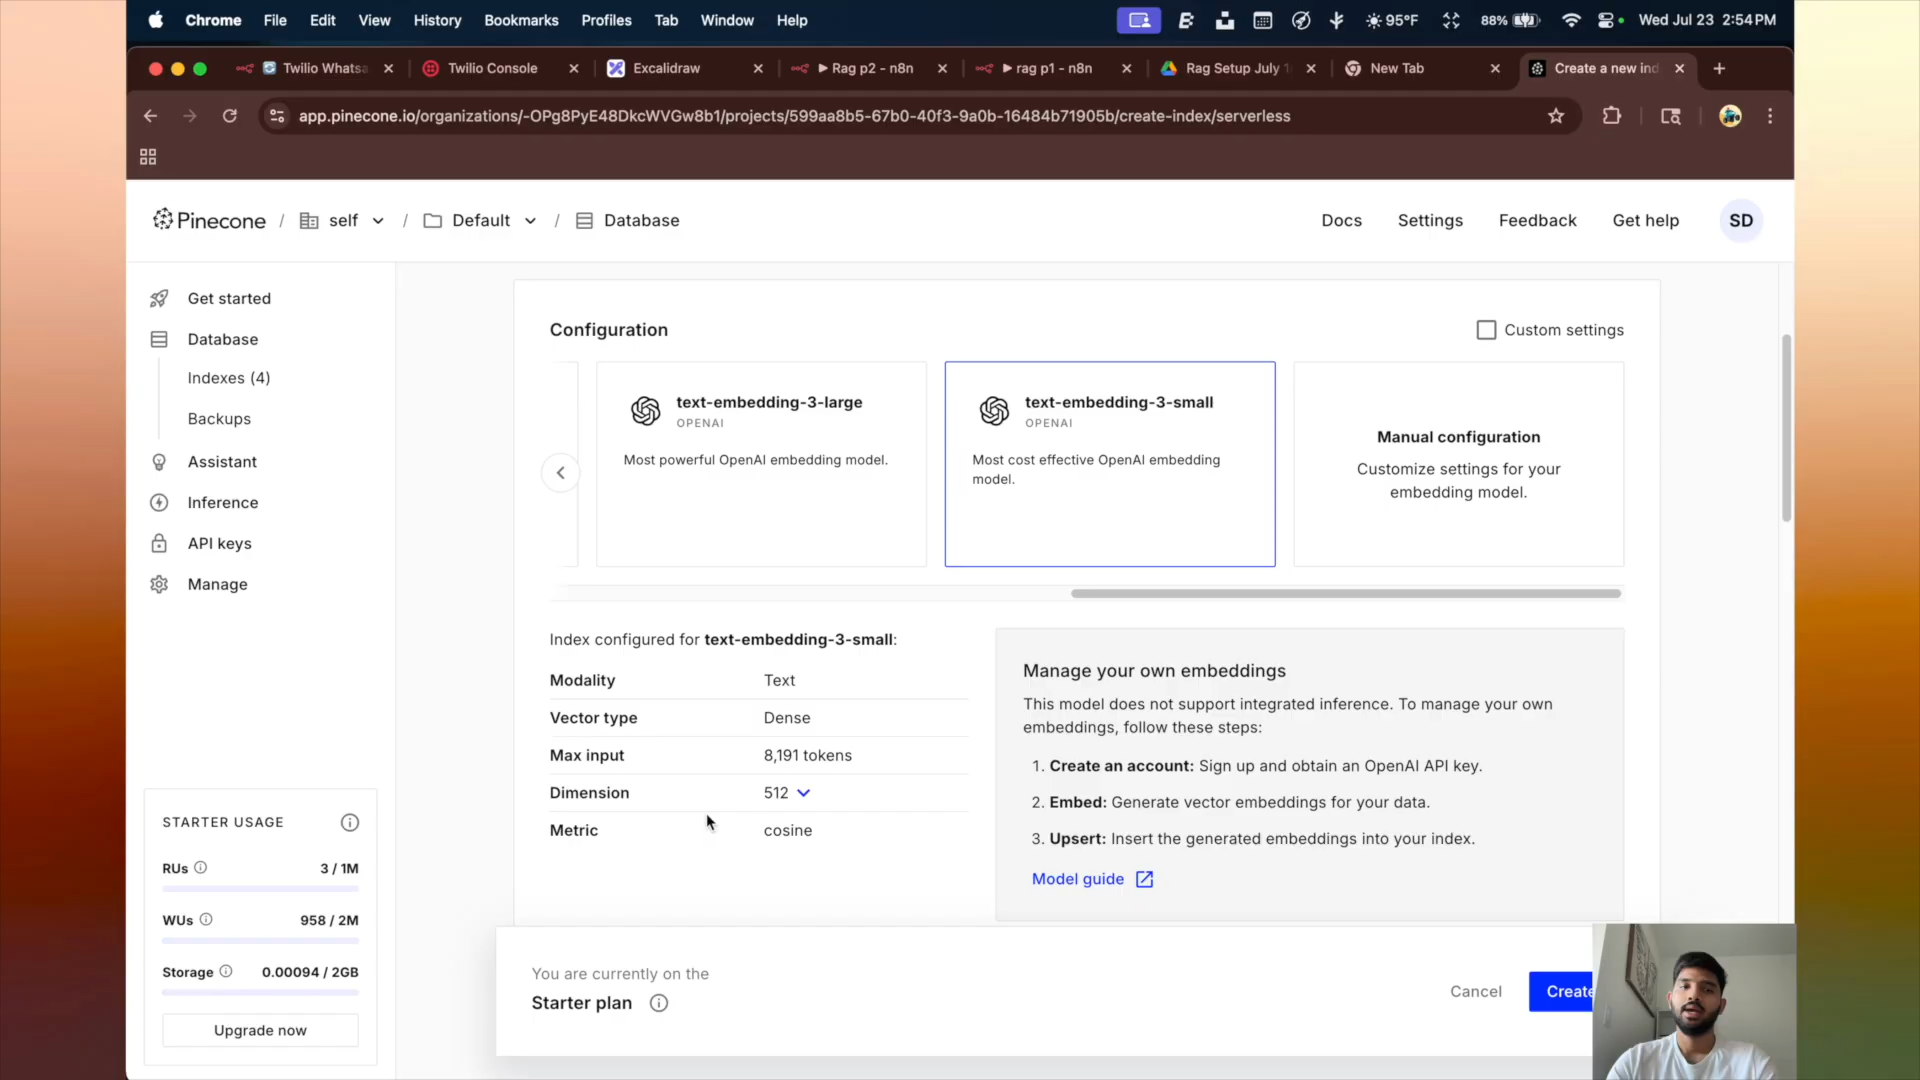 Chrome File Edit View History Bookmarks Profiles Tab Window Help 95°F 88% Wed Jul 23 2:54 PM
Twilio Whats Twilio Console Excalidraw Rag p2 - n8n rag p1 - n8n Rag Setup July 1 New Tab Create a new ind
app.pinecone.io/organizations/-OPg8PyE48DkcWVGw8b1/projects/599aa8b5-67b0-40f3-9a0b-16484b71905b/create-index/serverless
Pinecone / self / Default / Database Docs Settings Feedback Get help SD
Get started
Database
Indexes (4)
Backups
Assistant
Inference
API keys
Manage
STARTER USAGE
RUs 3 / 1M
WUs 958 / 2M
Storage 0.00094 / 2GB
Upgrade now
Configuration
Custom settings
text-embedding-3-large
OPENAI
Most powerful OpenAI embedding model.
text-embedding-3-small
OPENAI
Most cost effective OpenAI embedding
model.
Manual configuration
Customize settings for your
embedding model.
Index configured for text-embedding-3-small:
Modality Text
Vector type Dense
Max input 8,191 tokens
Dimension 512
Metric cosine
Manage your own embeddings
This model does not support integrated inference. To manage your own
embeddings, follow these steps:
1. Create an account: Sign up and obtain an OpenAI API key.
2. Embed: Generate vector embeddings for your data.
3. Upsert: Insert the generated embeddings into your index.
Model guide
You are currently on the
Starter plan
Cancel
Create